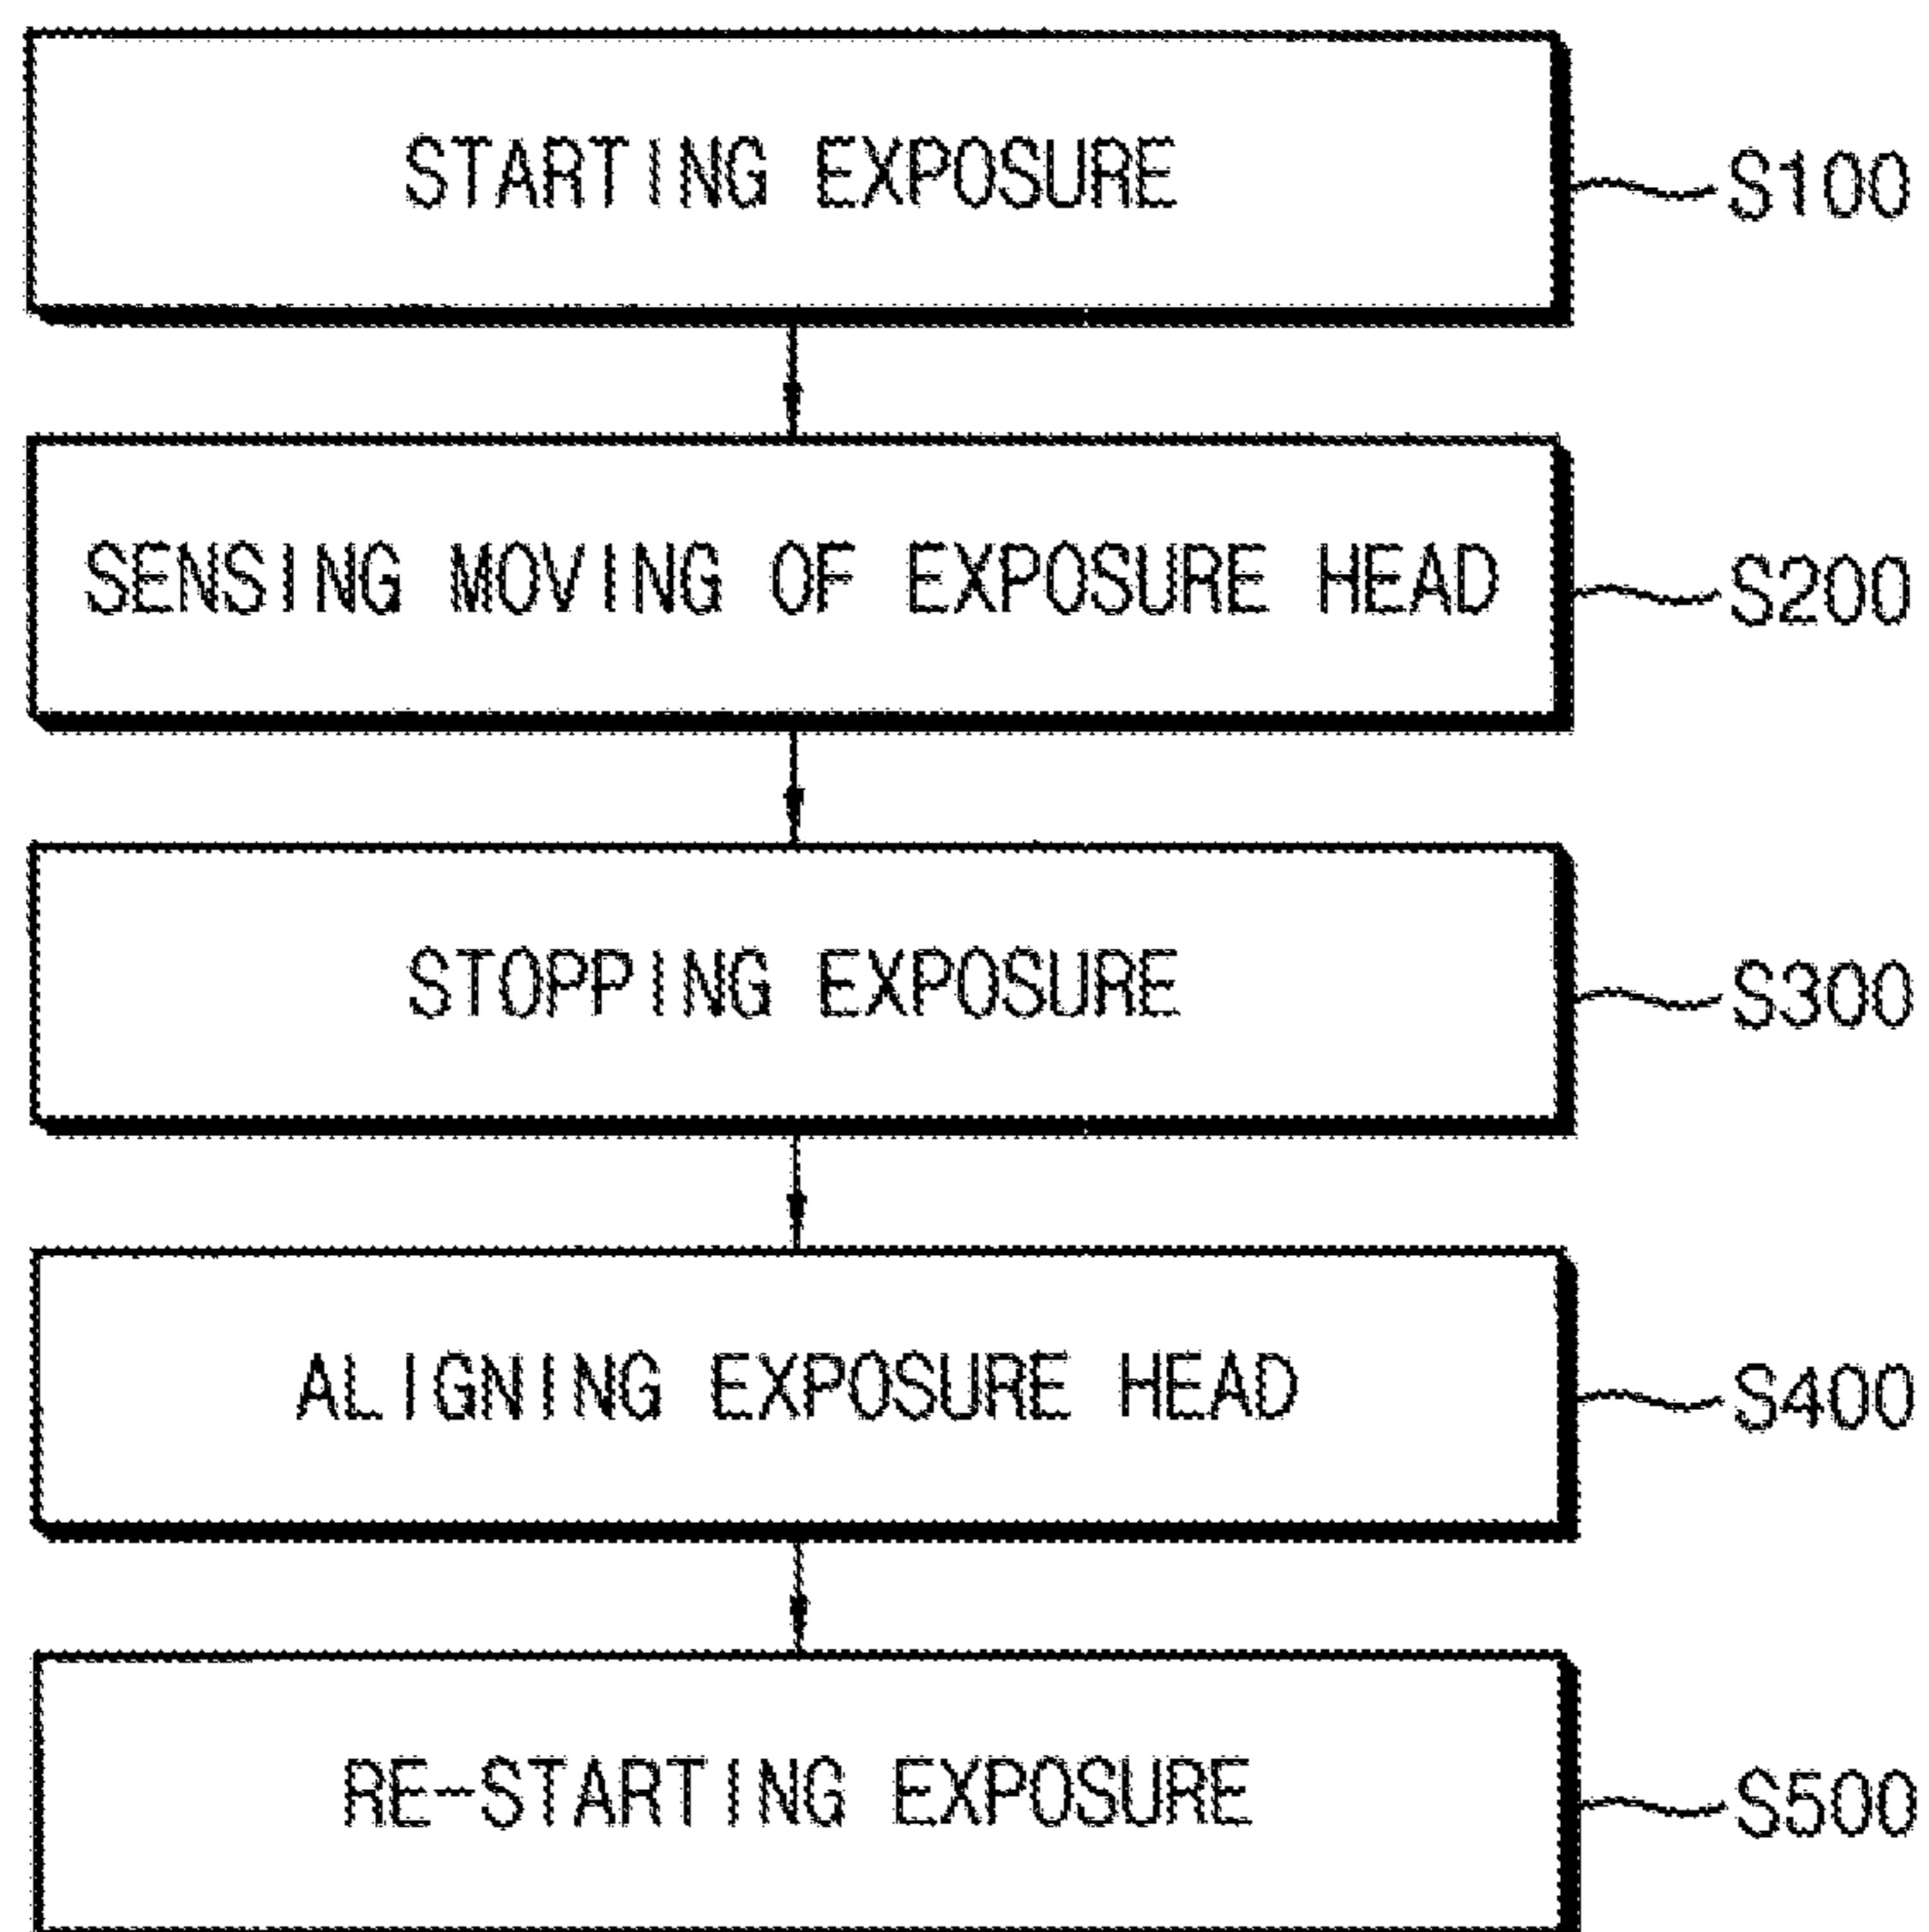 STARTING EXPOSURE
S100
SENSING MOVING OF EXPOSURE HEAD
S200
STOPPING EXPOSURE
S300
ALIGNING EXPOSURE HEAD
S400
RE-STARTING EXPOSURE
S500